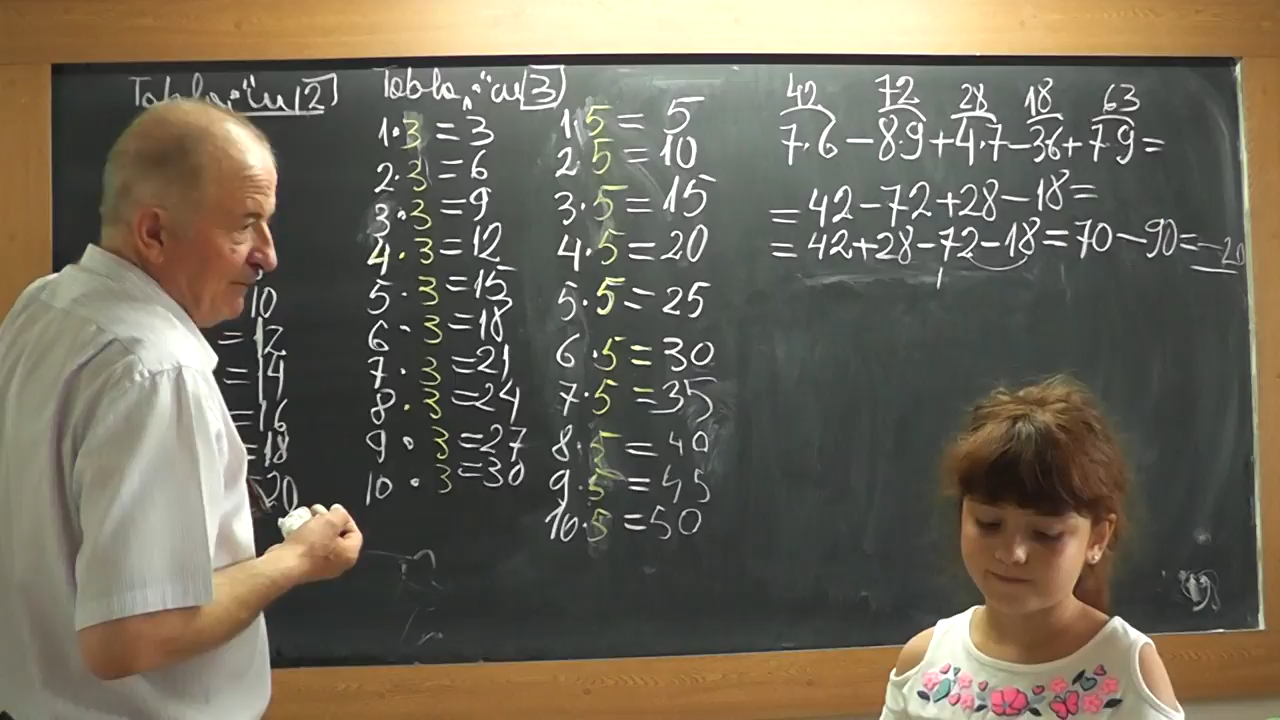 Tabla "cu 2
10
= 12
= 14
= 16
= 18
20
Tabla "cu 3
1·3 = 3
2·3 = 6
3·3 = 9
4·3 = 12
5·3 = 15
6·3 = 18
7·3 = 21
8·3 = 24
9·3 = 27
10·3 = 30
1·5 = 5
2·5 = 10
3·5 = 15
4·5 = 20
5·5 = 25
6·5 = 30
7·5 = 35
8·5 = 40
9·5 = 45
10·5 = 50
42 72 28 18 63
7·6 − 8·9 + 4·7 − 3·6 + 7·9 =
= 42 − 72 + 28 − 18 =
= 42 + 28 − 72 − 18 = 70 − 90 = −20